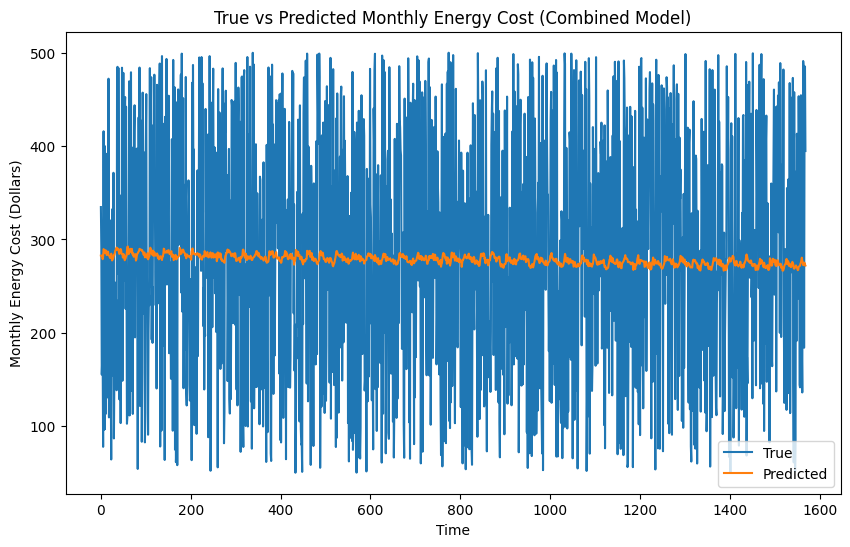 True vs Predicted Monthly Energy Cost (Combined Model)
Monthly Energy Cost (Dollars)
500
400
300
200
100
True
Predicted
0
200
400
600
800
1000
1200
1400
1600
Time